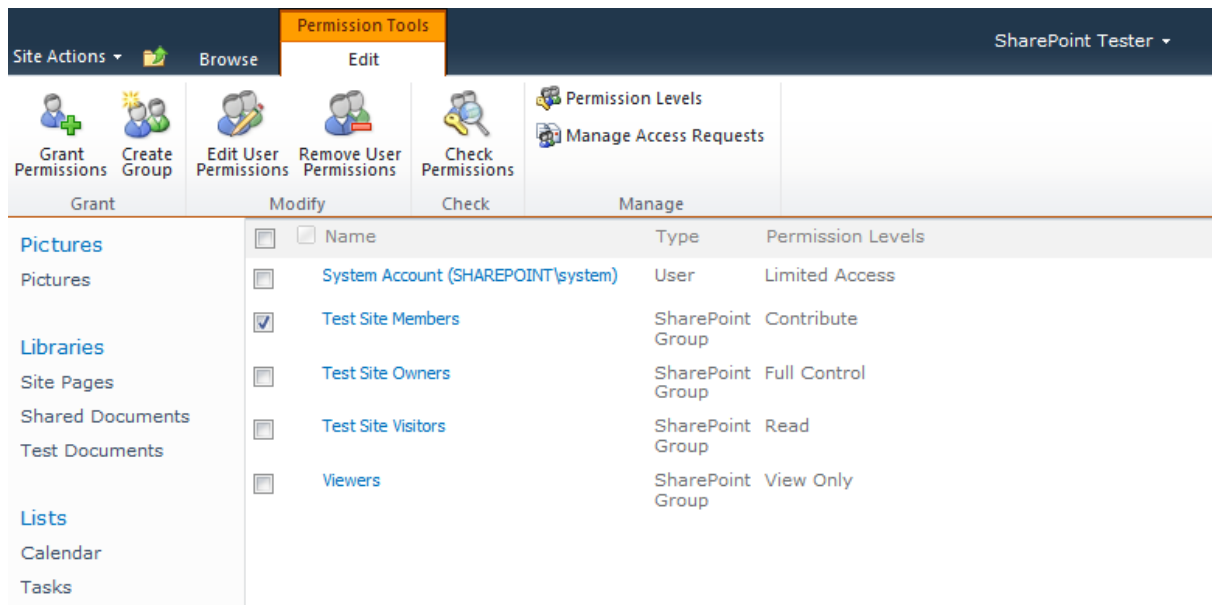 Permission Tools
Site Actions Browse Edit SharePoint Tester
Permission Levels
Manage Access Requests
Grant Permissions
Create Group
Edit User Permissions
Remove User Permissions
Check Permissions
Grant Modify Check Manage
Pictures
Pictures
Libraries
Site Pages
Shared Documents
Test Documents
Lists
Calendar
Tasks
Name Type Permission Levels
System Account (SHAREPOINT\system) User Limited Access
Test Site Members SharePoint Contribute
Group
Test Site Owners SharePoint Full Control
Group
Test Site Visitors SharePoint Read
Group
Viewers SharePoint View Only
Group